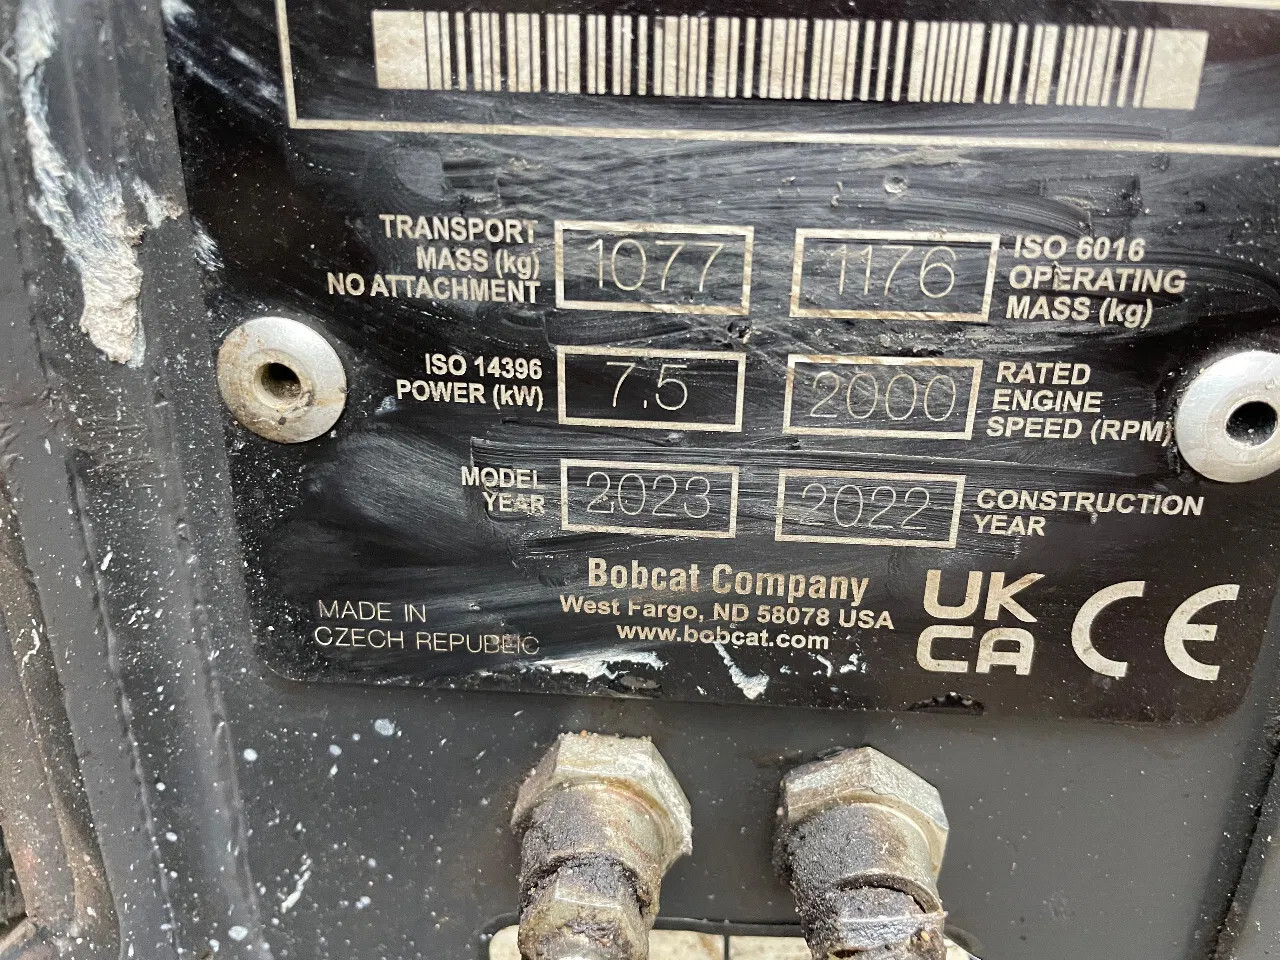 TRANSPORT
MASS (kg)
NO ATTACHMENT
1077
1176
ISO 6016
OPERATING
MASS (kg)
ISO 14396
POWER (kW)
7.5
2000
RATED
ENGINE
SPEED (RPM)
MODEL
YEAR
2023
2022
CONSTRUCTION
YEAR
Bobcat Company
West Fargo, ND 58078 USA
www.bobcat.com
MADE IN
CZECH REPUBLIC
UK
CA
CE